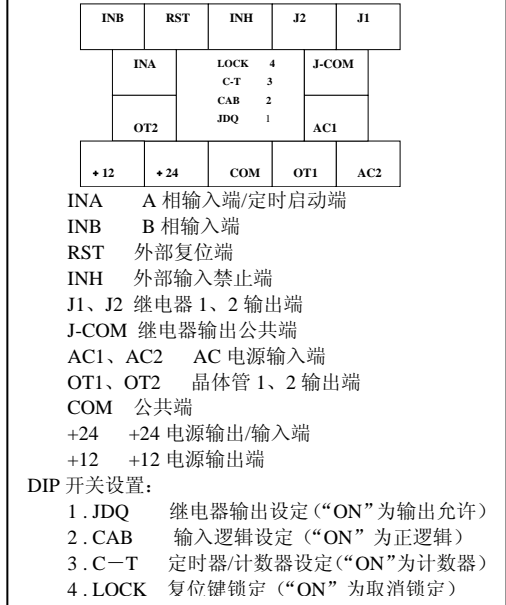 INB RST INH J2 J1
INA LOCK 4 J-COM
C-T 3
CAB 2
OT2 JDQ 1 AC1
+12 +24 COM OT1 AC2
INA A 相输入端/定时启动端
INB B 相输入端
RST 外部复位端
INH 外部输入禁止端
J1、J2 继电器 1、2 输出端
J-COM 继电器输出公共端
AC1、AC2 AC 电源输入端
OT1、OT2 晶体管 1、2 输出端
COM 公共端
+24 +24 电源输出/输入端
+12 +12 电源输出端
DIP 开关设置：
1 . JDQ 继电器输出设定（“ON”为输出允许）
2 . CAB 输入逻辑设定（“ON”为正逻辑）
3 . C－T 定时器/计数器设定（“ON”为计数器）
4 . LOCK 复位键锁定（“ON”为取消锁定）